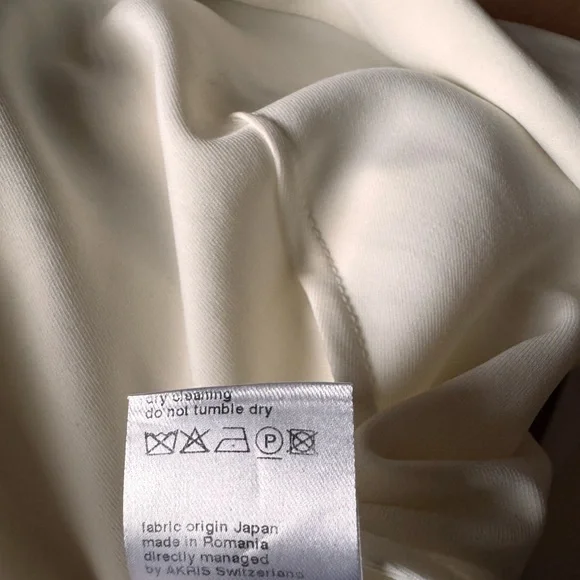 dry cleaning
do not tumble dry
P
fabric origin Japan
made in Romania
directly managed
by AKRIS Switzerland